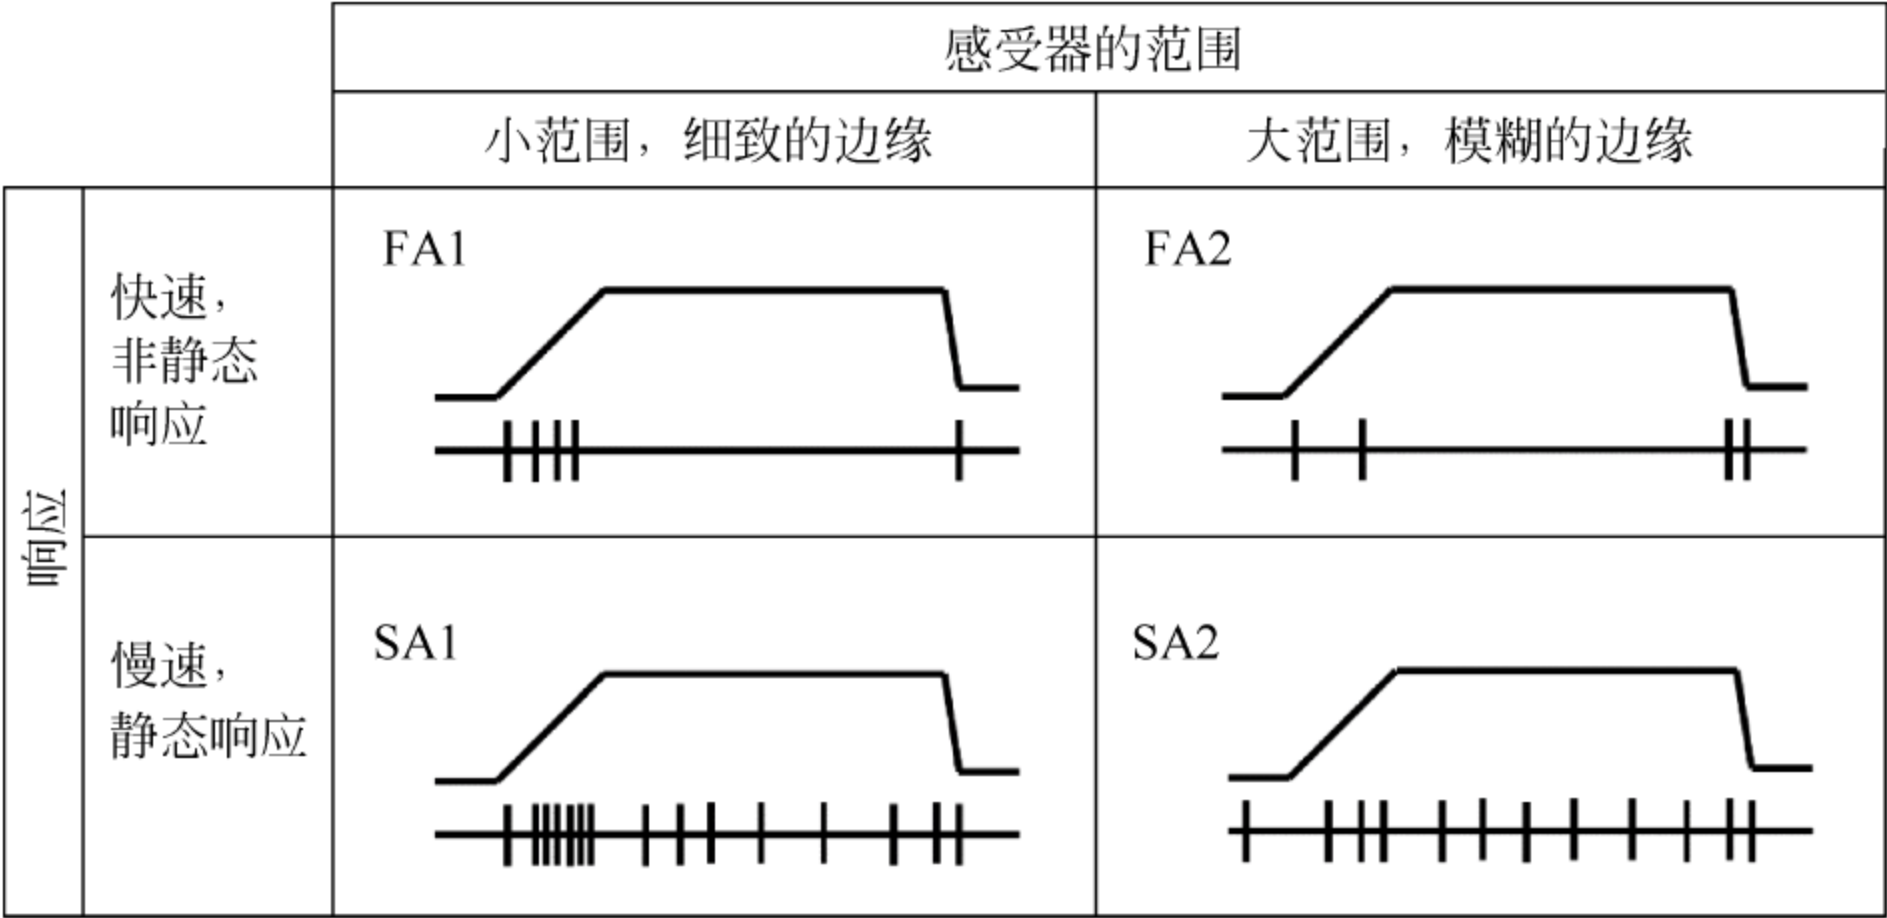 感受器的范围
小范围，细致的边缘
大范围，模糊的边缘
响应
快速，
非静态
响应
FA1
FA2
慢速，
静态响应
SA1
SA2